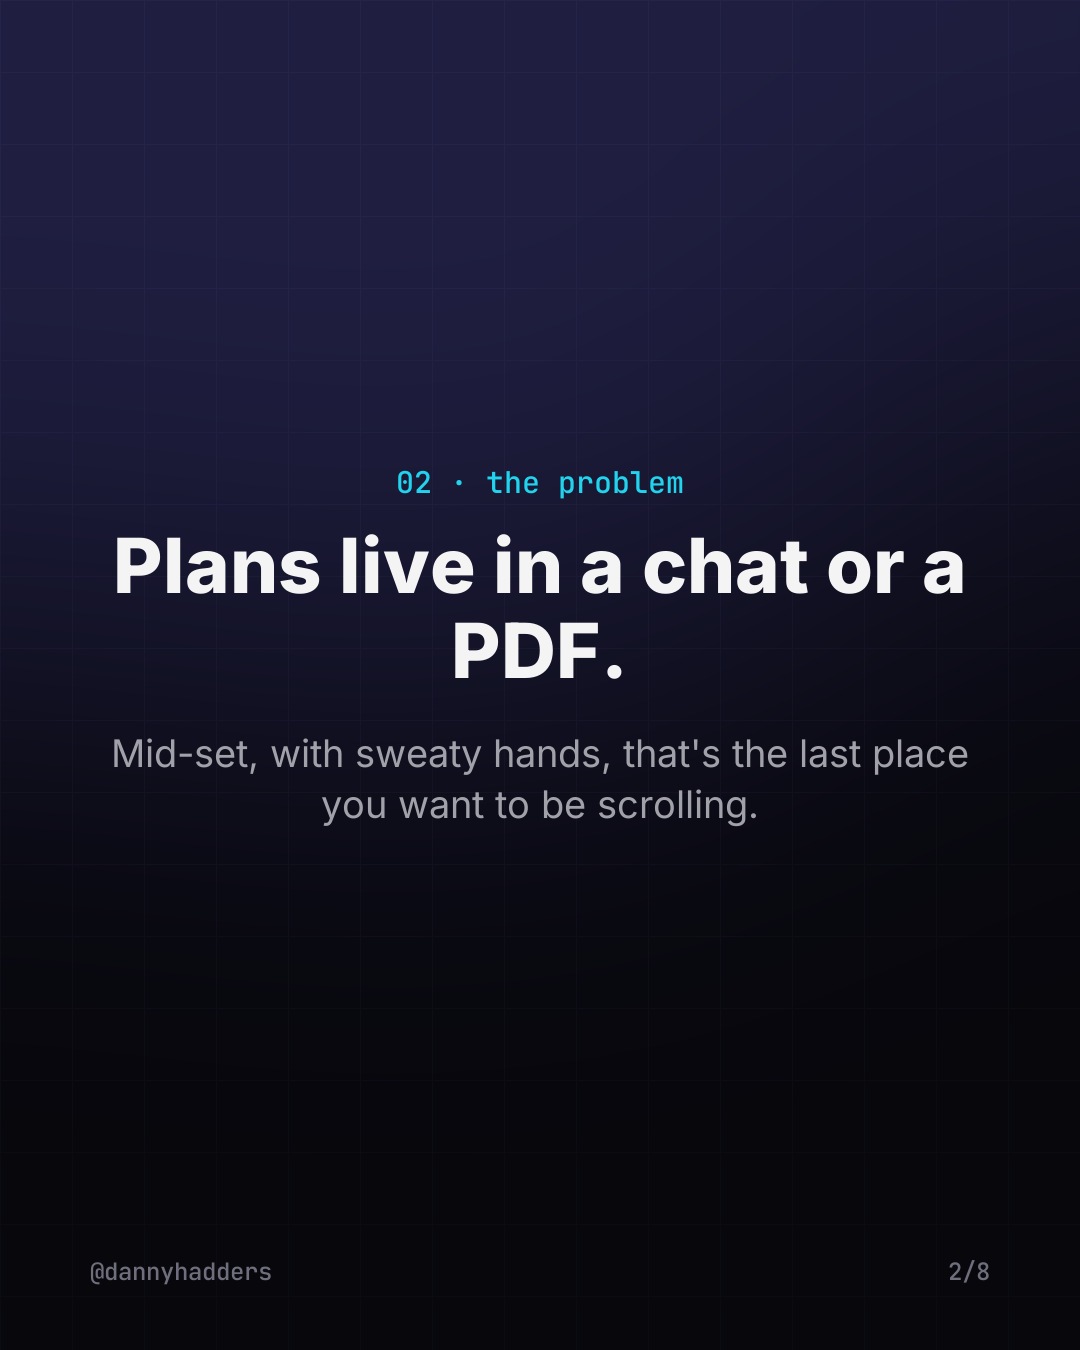 02 · the problem
Plans live in a chat or a
PDF.
Mid-set, with sweaty hands, that's the last place
you want to be scrolling.
@dannyhadders
2/8